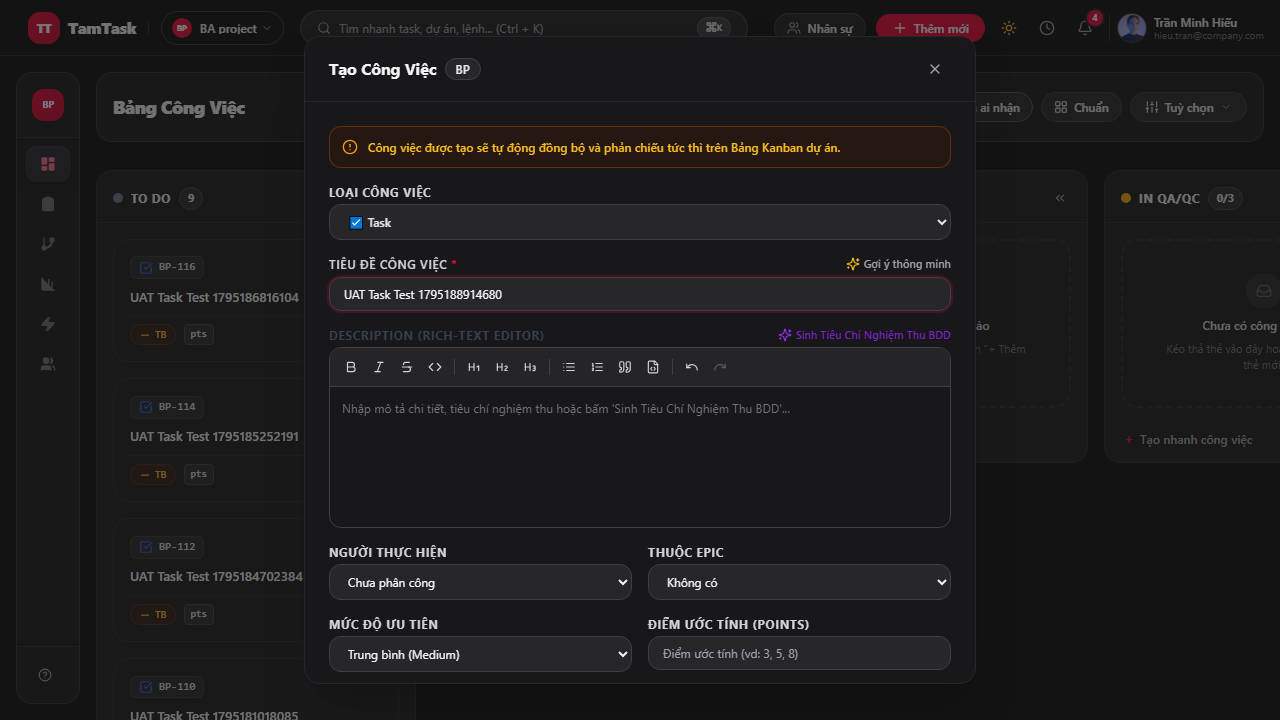 TT TamTask BP BA project Tìm nhanh task, dự án, lệnh... (Ctrl + K) ⌘K Nhân sự + Thêm mới 4 Trần Minh Hiếu
hieu.tran@company.com
BP
Bảng Công Việc
ai nhận Chuẩn Tuỳ chọn
TO DO 9
BP-116
UAT Task Test 1795186816104
TB pts
BP-114
UAT Task Test 1795185252191
TB pts
BP-112
UAT Task Test 1795184702384
TB pts
BP-110
UAT Task Test 1795181018085
Tạo Công Việc BP
Công việc được tạo sẽ tự động đồng bộ và phản chiếu tức thì trên Bảng Kanban dự án.
LOẠI CÔNG VIỆC
Task
TIÊU ĐỀ CÔNG VIỆC * Gợi ý thông minh
UAT Task Test 1795188914680
DESCRIPTION (RICH-TEXT EDITOR) Sinh Tiêu Chí Nghiệm Thu BDD
B I S H1 H2 H3
Nhập mô tả chi tiết, tiêu chí nghiệm thu hoặc bấm 'Sinh Tiêu Chí Nghiệm Thu BDD'...
NGƯỜI THỰC HIỆN THUỘC EPIC
Chưa phân công Không có
MỨC ĐỘ ƯU TIÊN ĐIỂM ƯỚC TÍNH (POINTS)
Trung bình (Medium) Điểm ước tính (vd: 3, 5, 8)
IN QA/QC 0/3
"+ Thêm
Chưa có công
Kéo thả thẻ vào đây
thẻ mới
+ Tạo nhanh công việc